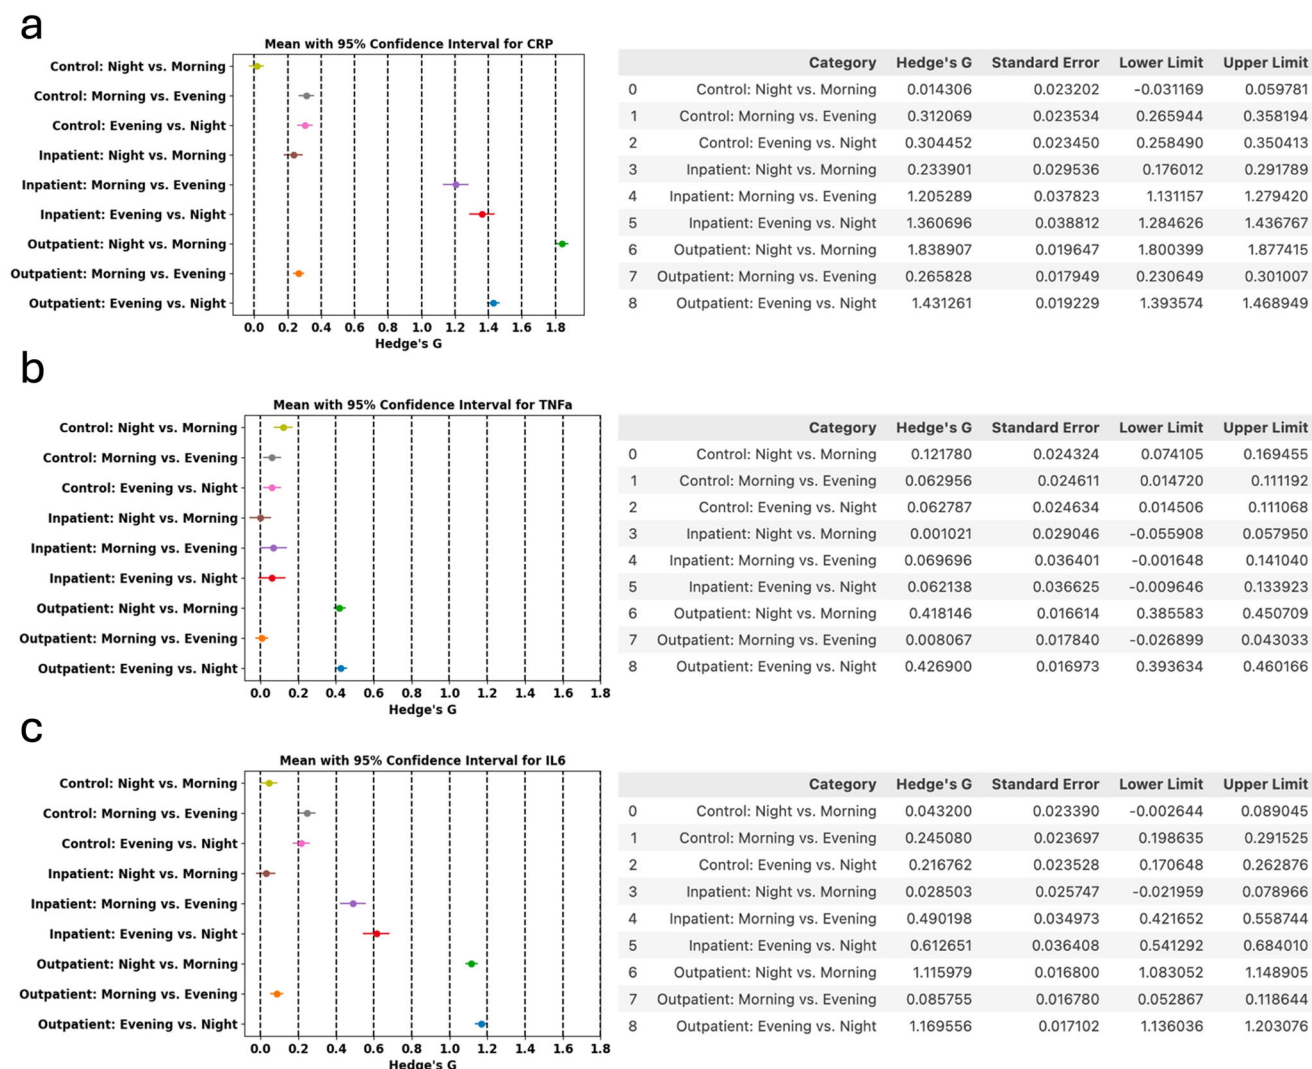 a
Mean with 95% Confidence Interval for CRP
Control: Night vs. Morning
Control: Morning vs. Evening
Control: Evening vs. Night
Inpatient: Night vs. Morning
Inpatient: Morning vs. Evening
Inpatient: Evening vs. Night
Outpatient: Night vs. Morning
Outpatient: Morning vs. Evening
Outpatient: Evening vs. Night
0.0 0.2 0.4 0.6 0.8 1.0 1.2 1.4 1.6 1.8
Hedge's G
Category Hedge's G Standard Error Lower Limit Upper Limit
0 Control: Night vs. Morning 0.014306 0.023202 -0.031169 0.059781
1 Control: Morning vs. Evening 0.312069 0.023534 0.265944 0.358194
2 Control: Evening vs. Night 0.304452 0.023450 0.258490 0.350413
3 Inpatient: Night vs. Morning 0.233901 0.029536 0.176012 0.291789
4 Inpatient: Morning vs. Evening 1.205289 0.037823 1.131157 1.279420
5 Inpatient: Evening vs. Night 1.360696 0.038812 1.284626 1.436767
6 Outpatient: Night vs. Morning 1.838907 0.019647 1.800399 1.877415
7 Outpatient: Morning vs. Evening 0.265828 0.017949 0.230649 0.301007
8 Outpatient: Evening vs. Night 1.431261 0.019229 1.393574 1.468949
b
Mean with 95% Confidence Interval for TNFa
Control: Night vs. Morning
Control: Morning vs. Evening
Control: Evening vs. Night
Inpatient: Night vs. Morning
Inpatient: Morning vs. Evening
Inpatient: Evening vs. Night
Outpatient: Night vs. Morning
Outpatient: Morning vs. Evening
Outpatient: Evening vs. Night
0.0 0.2 0.4 0.6 0.8 1.0 1.2 1.4 1.6 1.8
Hedge's G
Category Hedge's G Standard Error Lower Limit Upper Limit
0 Control: Night vs. Morning 0.121780 0.024324 0.074105 0.169455
1 Control: Morning vs. Evening 0.062956 0.024611 0.014720 0.111192
2 Control: Evening vs. Night 0.062787 0.024634 0.014506 0.111068
3 Inpatient: Night vs. Morning 0.001021 0.029046 -0.055908 0.057950
4 Inpatient: Morning vs. Evening 0.069696 0.036401 -0.001648 0.141040
5 Inpatient: Evening vs. Night 0.062138 0.036625 -0.009646 0.133923
6 Outpatient: Night vs. Morning 0.418146 0.016614 0.385583 0.450709
7 Outpatient: Morning vs. Evening 0.008067 0.017840 -0.026899 0.043033
8 Outpatient: Evening vs. Night 0.426900 0.016973 0.393634 0.460166
c
Mean with 95% Confidence Interval for IL6
Control: Night vs. Morning
Control: Morning vs. Evening
Control: Evening vs. Night
Inpatient: Night vs. Morning
Inpatient: Morning vs. Evening
Inpatient: Evening vs. Night
Outpatient: Night vs. Morning
Outpatient: Morning vs. Evening
Outpatient: Evening vs. Night
0.0 0.2 0.4 0.6 0.8 1.0 1.2 1.4 1.6 1.8
Hedge's G
Category Hedge's G Standard Error Lower Limit Upper Limit
0 Control: Night vs. Morning 0.043200 0.023390 -0.002644 0.089045
1 Control: Morning vs. Evening 0.245080 0.023697 0.198635 0.291525
2 Control: Evening vs. Night 0.216762 0.023528 0.170648 0.262876
3 Inpatient: Night vs. Morning 0.028503 0.025747 -0.021959 0.078966
4 Inpatient: Morning vs. Evening 0.490198 0.034973 0.421652 0.558744
5 Inpatient: Evening vs. Night 0.612651 0.036408 0.541292 0.684010
6 Outpatient: Night vs. Morning 1.115979 0.016800 1.083052 1.148905
7 Outpatient: Morning vs. Evening 0.085755 0.016780 0.052867 0.118644
8 Outpatient: Evening vs. Night 1.169556 0.017102 1.136036 1.203076